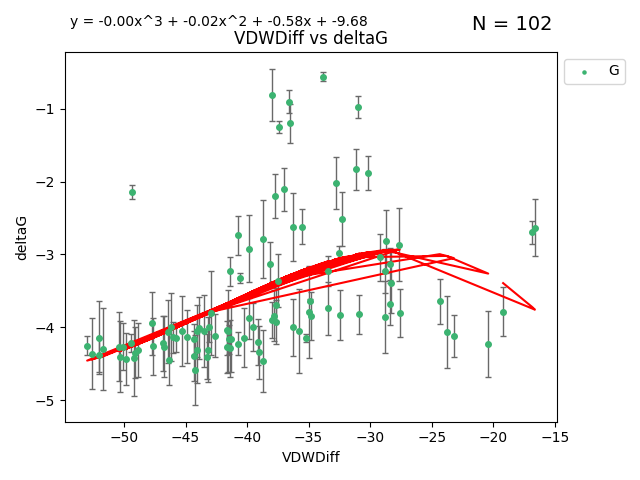 y = -0.00x^3 + -0.02x^2 + -0.58x + -9.68
N = 102
VDWDiff vs deltaG
G
deltaG
−1
−2
−3
−4
−5
−50 −45 −40 −35 −30 −25 −20 −15
VDWDiff